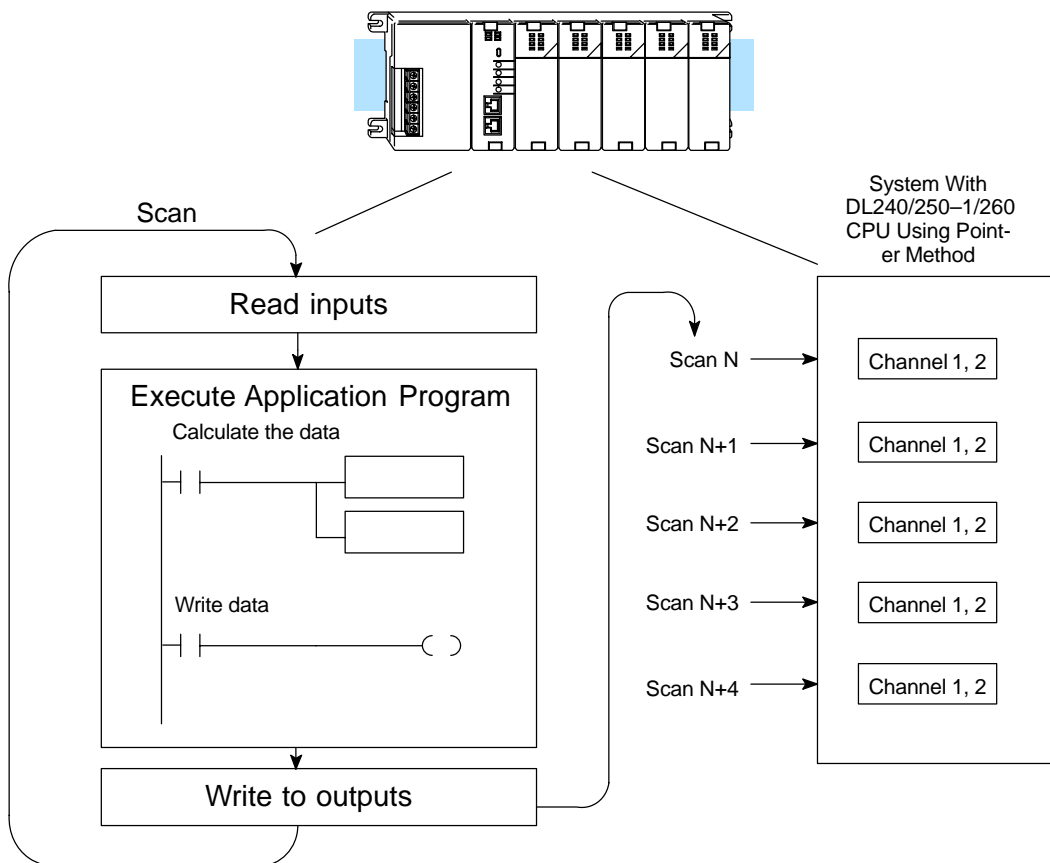 System With
DL240/250–1/260
CPU Using Point-
er Method
Scan
Read inputs
Execute Application Program
Calculate the data
Write data
Write to outputs
Scan N
Channel 1, 2
Scan N+1
Channel 1, 2
Scan N+2
Channel 1, 2
Scan N+3
Channel 1, 2
Scan N+4
Channel 1, 2